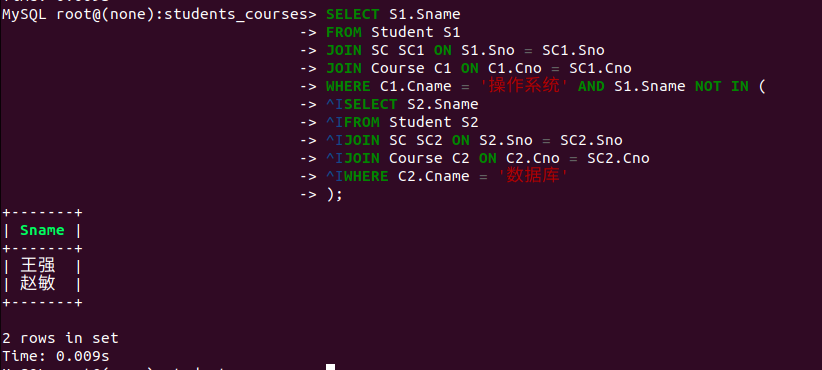 MySQL root@(none):students_courses> SELECT S1.Sname
-> FROM Student S1
-> JOIN SC SC1 ON S1.Sno = SC1.Sno
-> JOIN Course C1 ON C1.Cno = SC1.Cno
-> WHERE C1.Cname = '操作系统' AND S1.Sname NOT IN (
-> ^ISELECT S2.Sname
-> ^IFROM Student S2
-> ^IJOIN SC SC2 ON S2.Sno = SC2.Sno
-> ^IJOIN Course C2 ON C2.Cno = SC2.Cno
-> ^IWHERE C2.Cname = '数据库'
-> );
+-------+
| Sname |
+-------+
| 王强 |
| 赵敏 |
+-------+
2 rows in set
Time: 0.009s